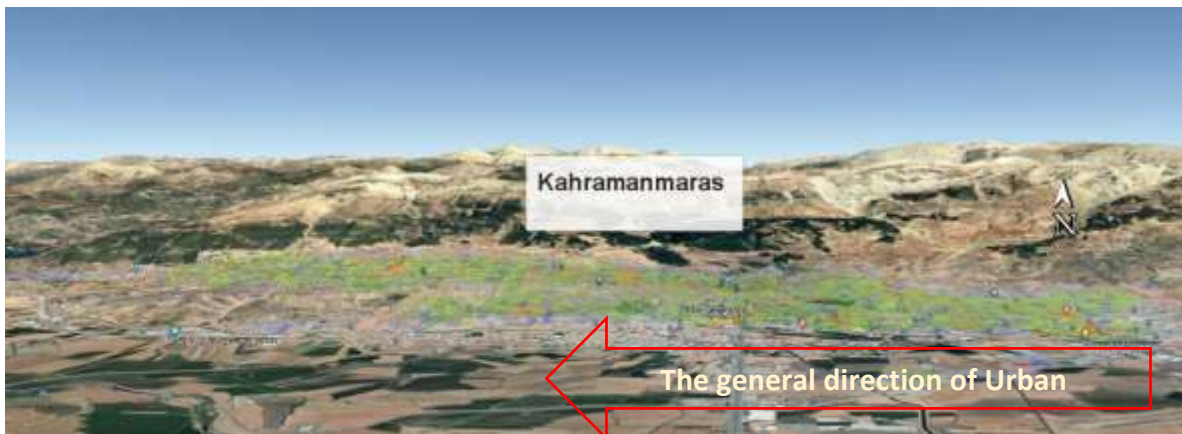 Kahramanmaras
N
The general direction of Urban